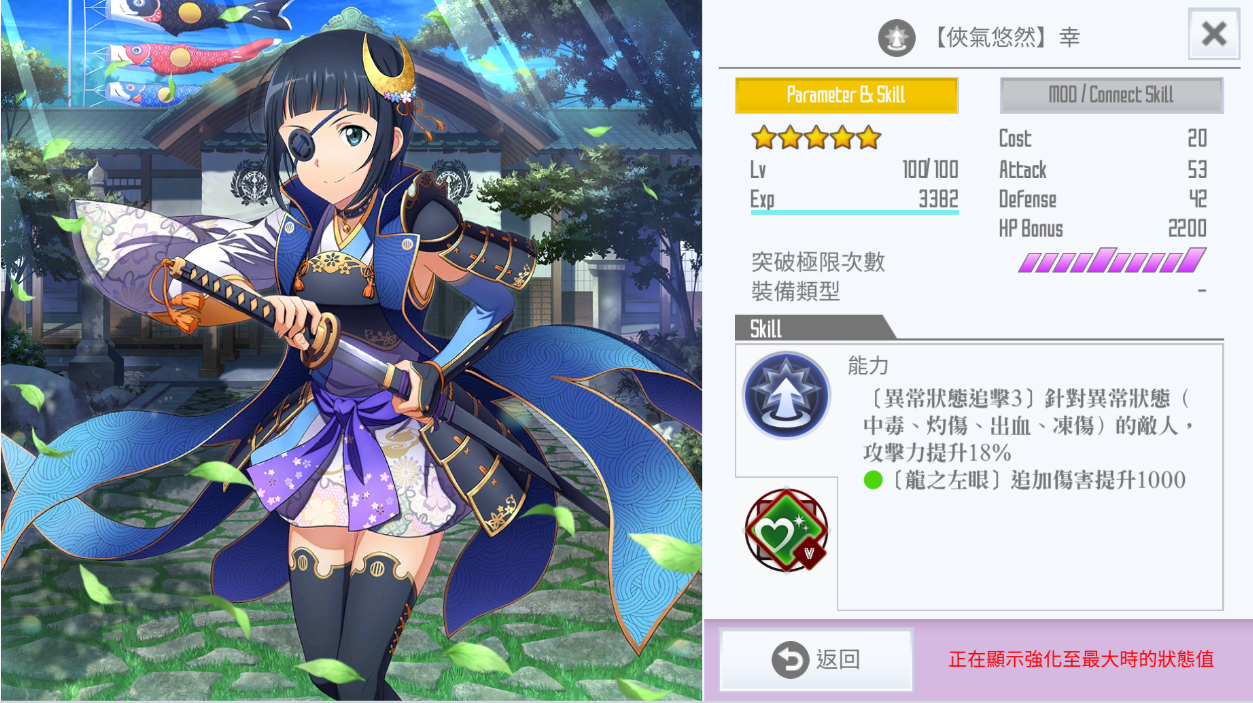 【俠氣悠然】幸
Parameter & Skill
MOD / Connect Skill
Lv 100/100
Exp 3382
Cost 20
Attack 53
Defense 42
HP Bonus 2200
突破極限次數
裝備類型 -
Skill
能力
〔異常狀態追擊3〕針對異常狀態（
中毒、灼傷、出血、凍傷）的敵人，
攻擊力提升18%
〔龍之左眼〕追加傷害提升1000
V
返回
正在顯示強化至最大時的狀態值